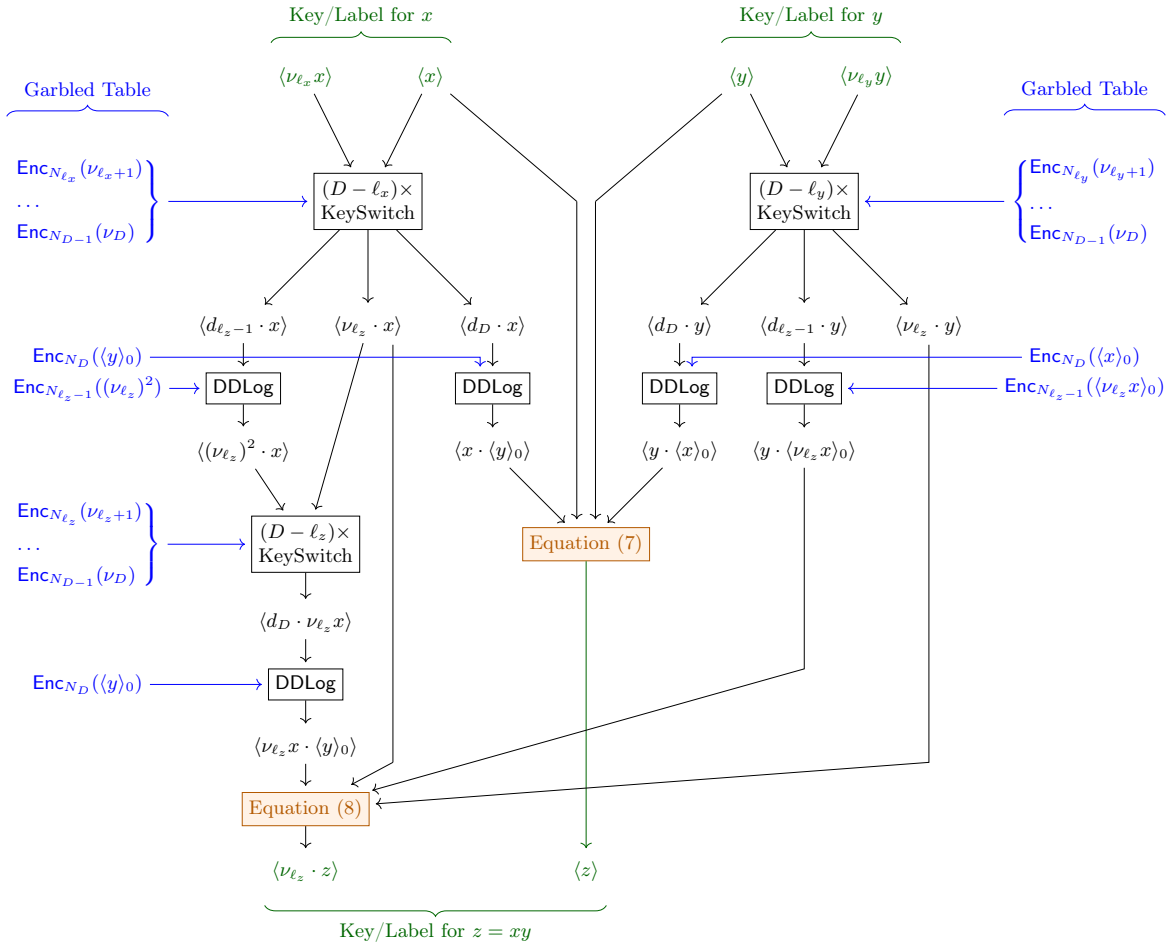 Key/Label for x
Key/Label for y
⟨ν_{ℓ_x} x⟩
⟨x⟩
⟨y⟩
⟨ν_{ℓ_y} y⟩
Garbled Table
Garbled Table
Enc_{N_{ℓ_x}}(ν_{ℓ_x+1})
...
Enc_{N_{D−1}}(ν_D)
(D − ℓ_x)×
KeySwitch
(D − ℓ_y)×
KeySwitch
Enc_{N_{ℓ_y}}(ν_{ℓ_y+1})
...
Enc_{N_{D−1}}(ν_D)
⟨d_{ℓ_z−1} · x⟩
⟨ν_{ℓ_z} · x⟩
⟨d_D · x⟩
⟨d_D · y⟩
⟨d_{ℓ_z−1} · y⟩
⟨ν_{ℓ_z} · y⟩
Enc_{N_D}(⟨y⟩_0)
Enc_{N_D}(⟨x⟩_0)
Enc_{N_{ℓ_z−1}}((ν_{ℓ_z})^2)
DDLog
DDLog
DDLog
DDLog
Enc_{N_{ℓ_z−1}}(⟨ν_{ℓ_z} x⟩_0)
⟨(ν_{ℓ_z})^2 · x⟩
⟨x · ⟨y⟩_0⟩
⟨y · ⟨x⟩_0⟩
⟨y · ⟨ν_{ℓ_z} x⟩_0⟩
Enc_{N_{ℓ_z}}(ν_{ℓ_z+1})
...
Enc_{N_{D−1}}(ν_D)
(D − ℓ_z)×
KeySwitch
Equation (7)
⟨d_D · ν_{ℓ_z} x⟩
Enc_{N_D}(⟨y⟩_0)
DDLog
⟨ν_{ℓ_z} x · ⟨y⟩_0⟩
Equation (8)
⟨ν_{ℓ_z} · z⟩
⟨z⟩
Key/Label for z = xy